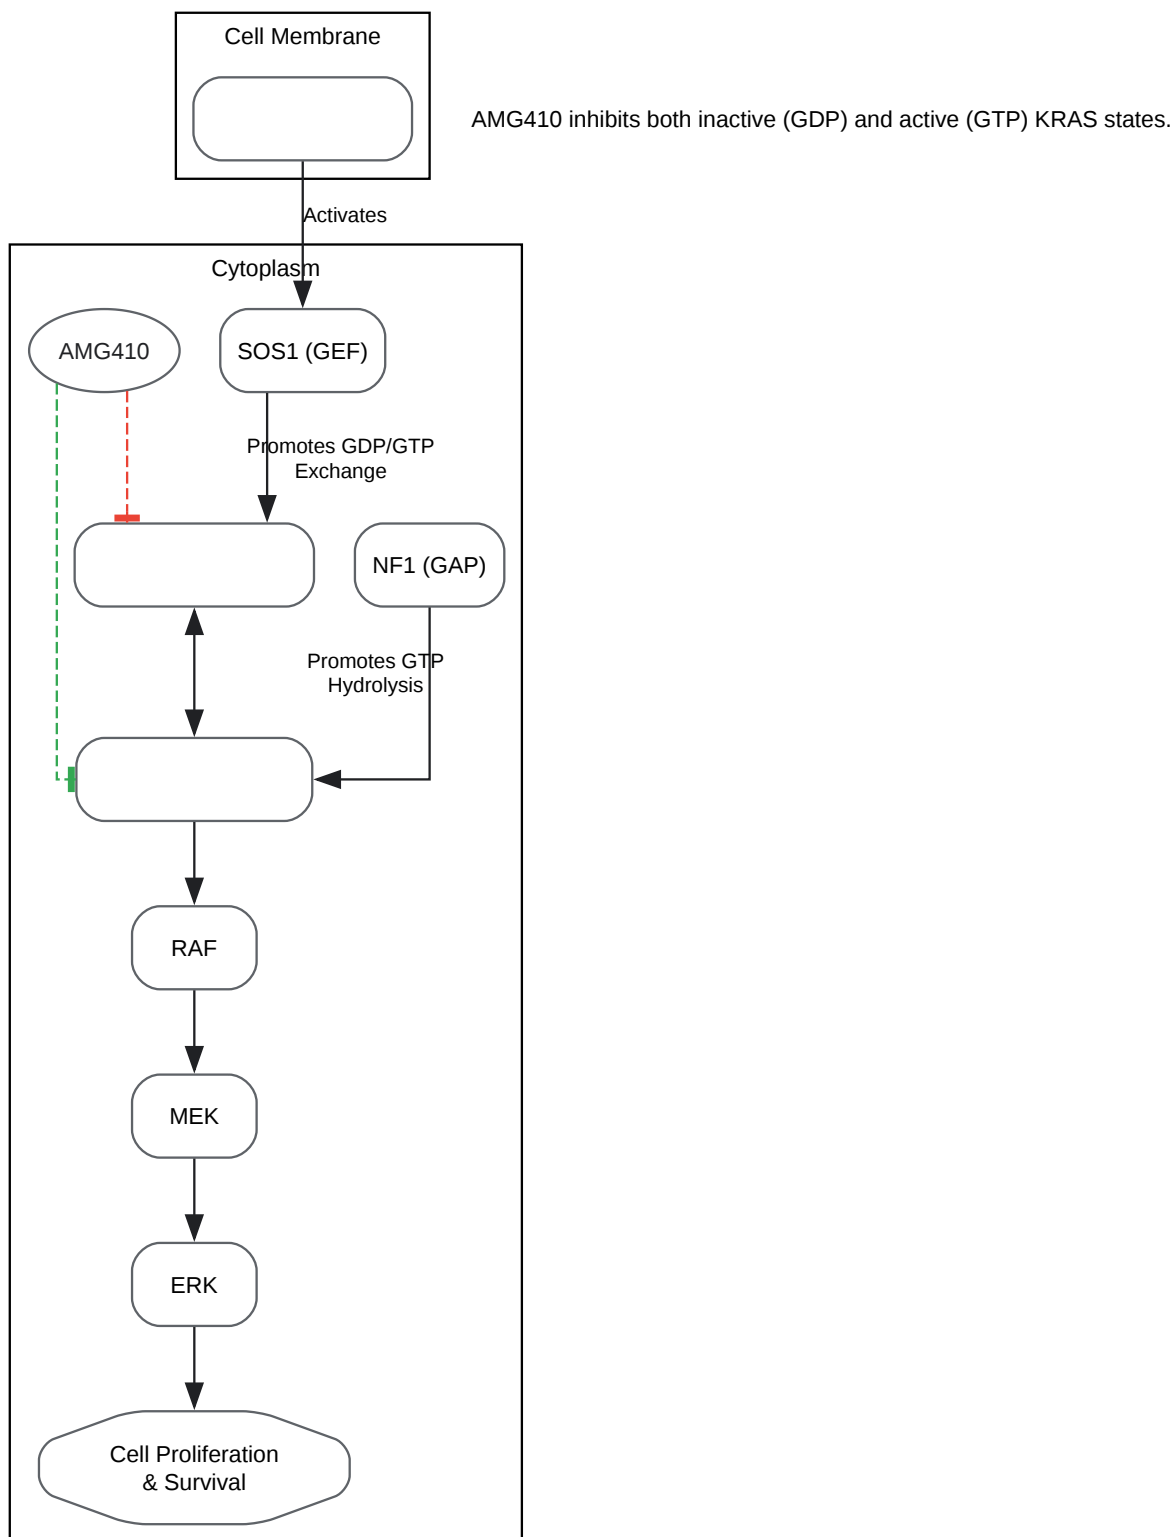 Cell Membrane
AMG410 inhibits both inactive (GDP) and active (GTP) KRAS states.
Activates
Cytoplasm
AMG410
SOS1 (GEF)
Promotes GDP/GTP
Exchange
NF1 (GAP)
Promotes GTP
Hydrolysis
RAF
MEK
ERK
Cell Proliferation
& Survival